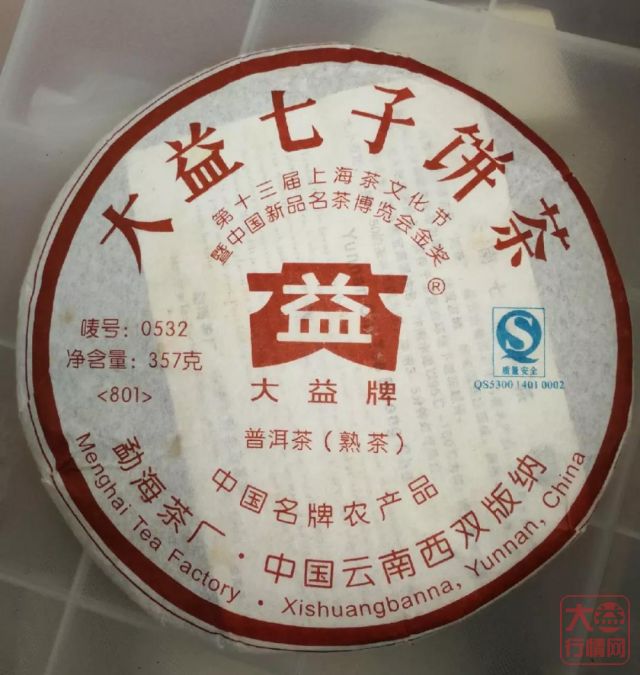 大益七子饼茶
第十三届上海茶文化节
暨中国新品名茶博览会金奖
益®
大益牌
唛号：0532
净含量：357克
<801>
质量安全
QS5300 1401 0002
普洱茶（熟茶）
中国名牌农产品
勐海茶厂·中国云南西双版纳
Menghai Tea Factory · Xishuangbanna, Yunnan, China
大益
行情网